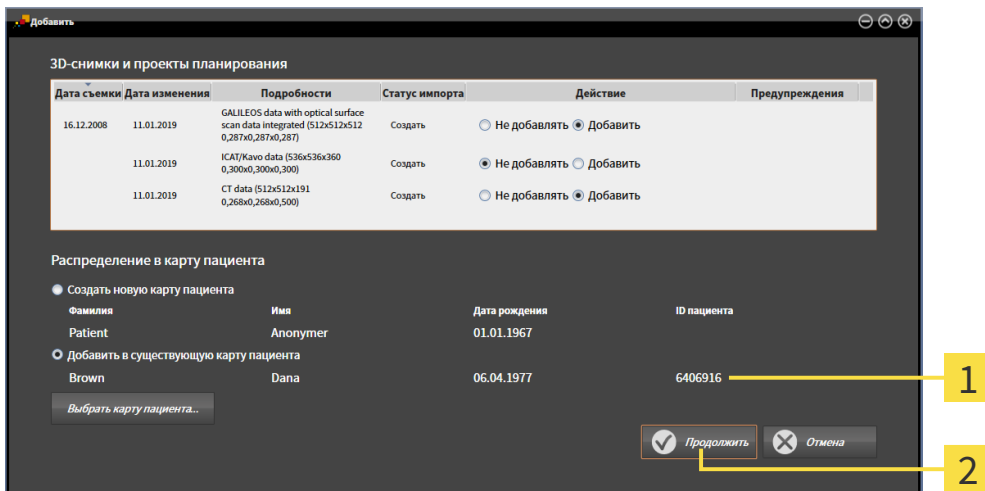 Добавить
3D-снимки и проекты планирования
Дата съемки Дата изменения Подробности Статус импорта Действие Предупреждения
GALILEOS data with optical surface
16.12.2008 11.01.2019 scan data integrated (512x512x512 Создать Не добавлять Добавить
0,287x0,287x0,287)
11.01.2019 ICAT/Kavo data (536x536x360 Создать Не добавлять Добавить
0,300x0,300x0,300)
11.01.2019 CT data (512x512x191 Создать Не добавлять Добавить
0,268x0,268x0,500)
Распределение в карту пациента
Создать новую карту пациента
Фамилия Имя Дата рождения ID пациента
Patient Anonymer 01.01.1967
Добавить в существующую карту пациента
Brown Dana 06.04.1977 6406916 1
Выбрать карту пациента...
Продолжить Отмена
2